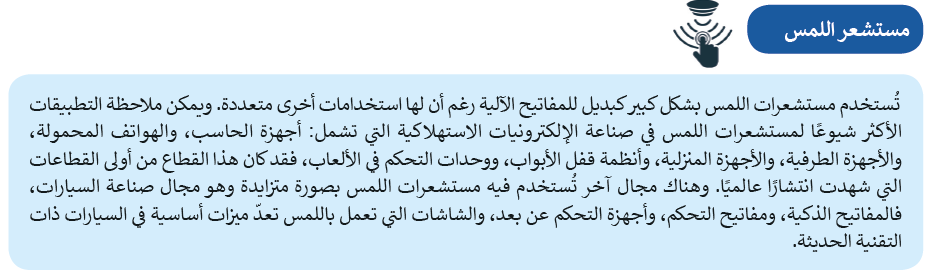 مستشعر اللمس
تُستخدم مستشعرات اللمس بشكل كبير كبديل للمفاتيح الآلية رغم أن لها استخدامات أخرى متعددة. ويمكن ملاحظة التطبيقات
الأكثر شيوعًا لمستشعرات اللمس في صناعة الإلكترونيات الاستهلاكية التي تشمل: أجهزة الحاسب، والهواتف المحمولة،
والأجهزة الطرفية، والأجهزة المنزلية، وأنظمة قفل الأبواب، ووحدات التحكم في الألعاب، فقد كان هذا القطاع من أولى القطاعات
التي شهدت انتشارًا عالميًا. وهناك مجال آخر تُستخدم فيه مستشعرات اللمس بصورة متزايدة وهو مجال صناعة السيارات،
فالمفاتيح الذكية، ومفاتيح التحكم، وأجهزة التحكم عن بعد، والشاشات التي تعمل باللمس تعدّ ميزات أساسية في السيارات ذات
التقنية الحديثة.